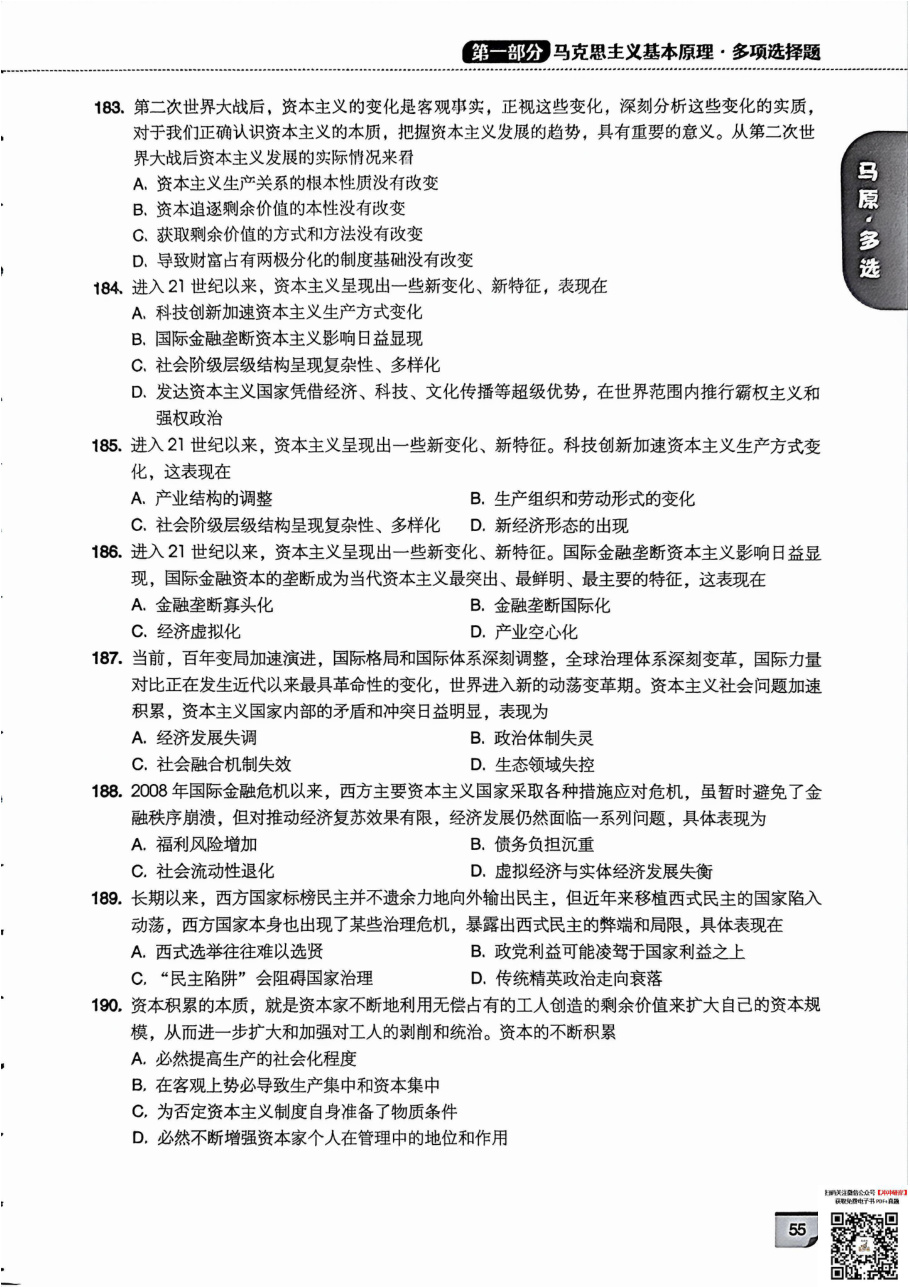 第一部分 马克思主义基本原理·多项选择题
183. 第二次世界大战后，资本主义的变化是客观事实，正视这些变化，深刻分析这些变化的实质，
对于我们正确认识资本主义的本质，把握资本主义发展的趋势，具有重要的意义。从第二次世
界大战后资本主义发展的实际情况来看
A. 资本主义生产关系的根本性质没有改变
B. 资本追逐剩余价值的本性没有改变
C. 获取剩余价值的方式和方法没有改变
D. 导致财富占有两极分化的制度基础没有改变
184. 进入 21 世纪以来，资本主义呈现出一些新变化、新特征，表现在
A. 科技创新加速资本主义生产方式变化
B. 国际金融垄断资本主义影响日益显现
C. 社会阶级层级结构呈现复杂性、多样化
D. 发达资本主义国家凭借经济、科技、文化传播等超级优势，在世界范围内推行霸权主义和
强权政治
185. 进入 21 世纪以来，资本主义呈现出一些新变化、新特征。科技创新加速资本主义生产方式变
化，这表现在
A. 产业结构的调整 B. 生产组织和劳动形式的变化
C. 社会阶级层级结构呈现复杂性、多样化 D. 新经济形态的出现
186. 进入 21 世纪以来，资本主义呈现出一些新变化、新特征。国际金融垄断资本主义影响日益显
现，国际金融资本的垄断成为当代资本主义最突出、最鲜明、最主要的特征，这表现在
A. 金融垄断寡头化 B. 金融垄断国际化
C. 经济虚拟化 D. 产业空心化
187. 当前，百年变局加速演进，国际格局和国际体系深刻调整，全球治理体系深刻变革，国际力量
对比正在发生近代以来最具革命性的变化，世界进入新的动荡变革期。资本主义社会问题加速
积累，资本主义国家内部的矛盾和冲突日益明显，表现为
A. 经济发展失调 B. 政治体制失灵
C. 社会融合机制失效 D. 生态领域失控
188. 2008 年国际金融危机以来，西方主要资本主义国家采取各种措施应对危机，虽暂时避免了金
融秩序崩溃，但对推动经济复苏效果有限，经济发展仍然面临一系列问题，具体表现为
A. 福利风险增加 B. 债务负担沉重
C. 社会流动性退化 D. 虚拟经济与实体经济发展失衡
189. 长期以来，西方国家标榜民主并不遗余力地向外输出民主，但近年来移植西式民主的国家陷入
动荡，西方国家本身也出现了某些治理危机，暴露出西式民主的弊端和局限，具体表现在
A. 西式选举往往难以选贤 B. 政党利益可能凌驾于国家利益之上
C. “民主陷阱”会阻碍国家治理 D. 传统精英政治走向衰落
190. 资本积累的本质，就是资本家不断地利用无偿占有的工人创造的剩余价值来扩大自己的资本规
模，从而进一步扩大和加强对工人的剥削和统治。资本的不断积累
A. 必然提高生产的社会化程度
B. 在客观上势必导致生产集中和资本集中
C. 为否定资本主义制度自身准备了物质条件
D. 必然不断增强资本家个人在管理中的地位和作用
马原·多选
扫码关注微信公众号【冲冲研资】
获取免费电子书PDF+真题
55